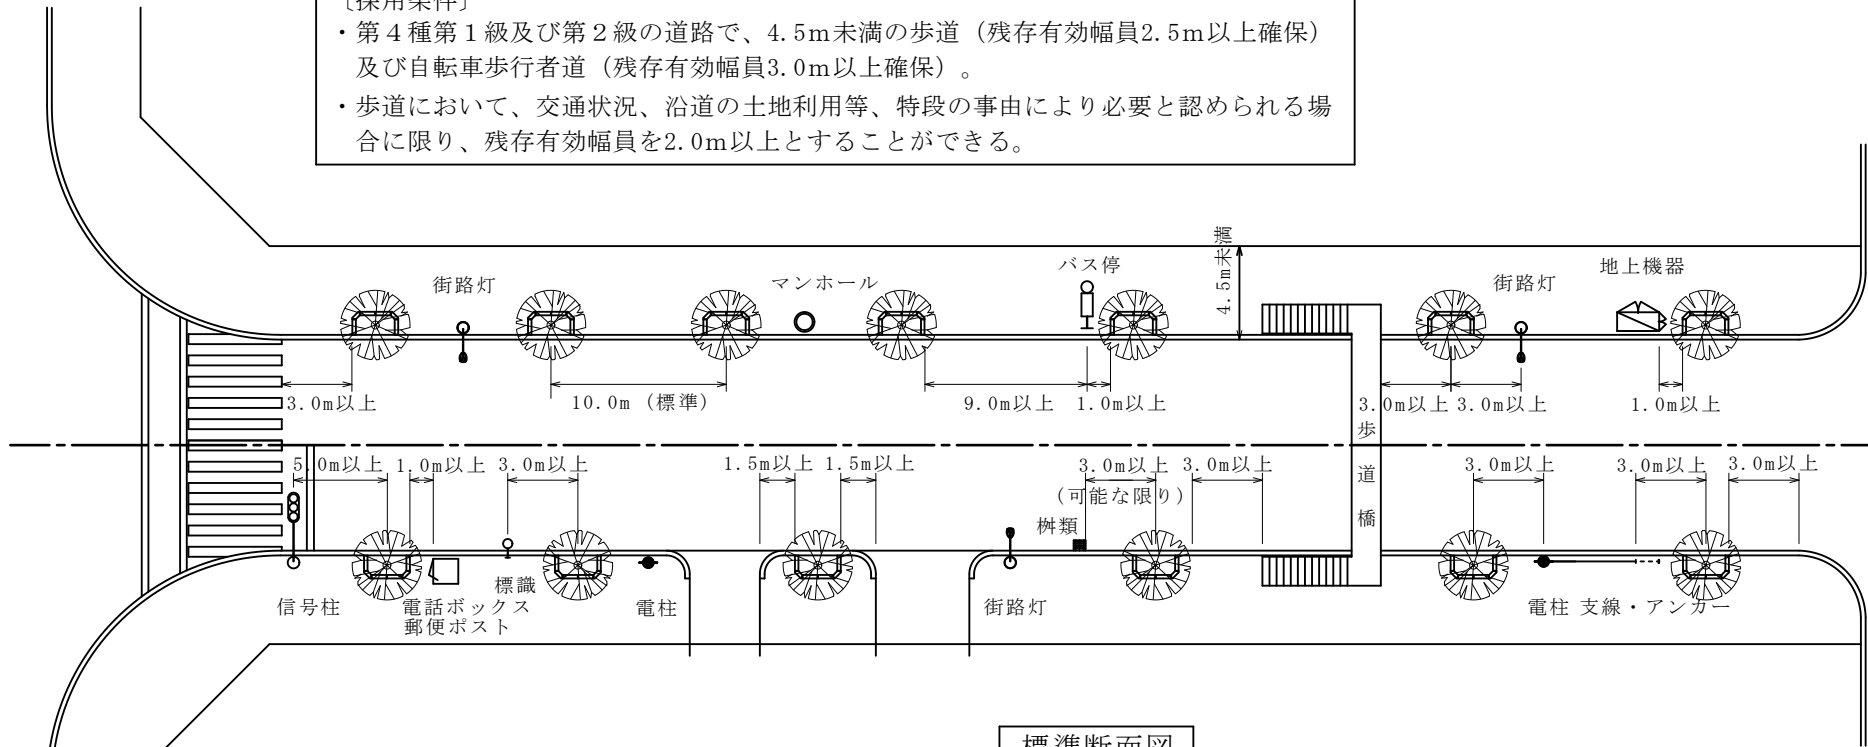 〔採用条件〕
・第４種第１級及び第２級の道路で、4.5m未満の歩道（残存有効幅員2.5m以上確保）
及び自転車歩行者道（残存有効幅員3.0m以上確保）。
・歩道において、交通状況、沿道の土地利用等、特段の事由により必要と認められる場
合に限り、残存有効幅員を2.0m以上とすることができる。
街路灯
マンホール
バス停
4.5m未満
街路灯
地上機器
3.0m以上
10.0m（標準）
9.0m以上
1.0m以上
3.0m以上
3.0m以上
1.0m以上
歩道橋
5.0m以上
1.0m以上
3.0m以上
1.5m以上
1.5m以上
3.0m以上
（可能な限り）
3.0m以上
3.0m以上
3.0m以上
3.0m以上
桝類
信号柱
電話ボックス
郵便ポスト
標識
電柱
街路灯
電柱 支線・アンカー
標準断面図